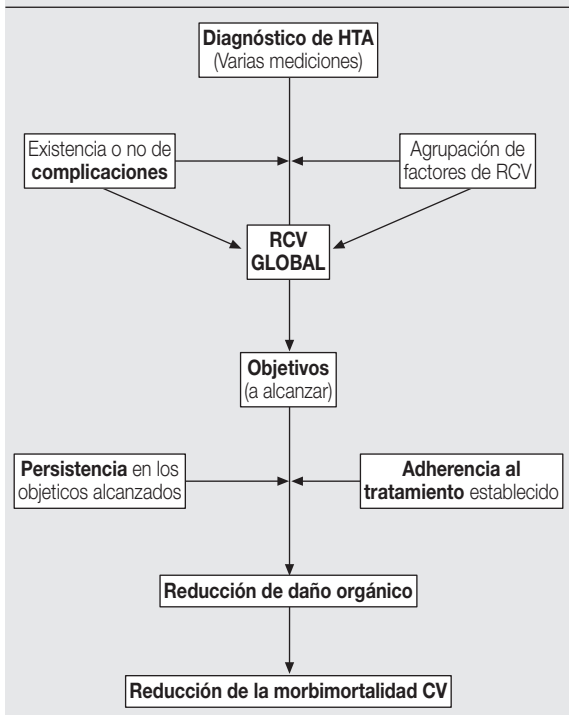 Diagnóstico de HTA
(Varias mediciones)
Existencia o no de
complicaciones
Agrupación de
factores de RCV
RCV
GLOBAL
Objetivos
(a alcanzar)
Persistencia en los
objeticos alcanzados
Adherencia al
tratamiento establecido
Reducción de daño orgánico
Reducción de la morbimortalidad CV